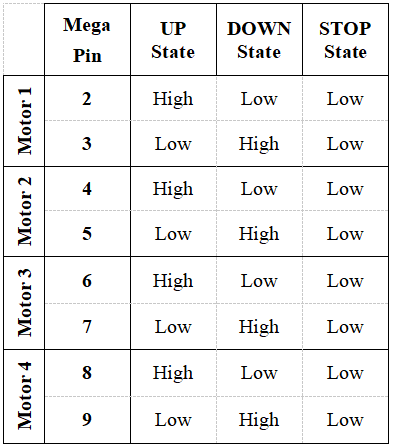 Mega Pin UP State DOWN State STOP State
Motor 1
2 High Low Low
3 Low High Low
Motor 2
4 High Low Low
5 Low High Low
Motor 3
6 High Low Low
7 Low High Low
Motor 4
8 High Low Low
9 Low High Low